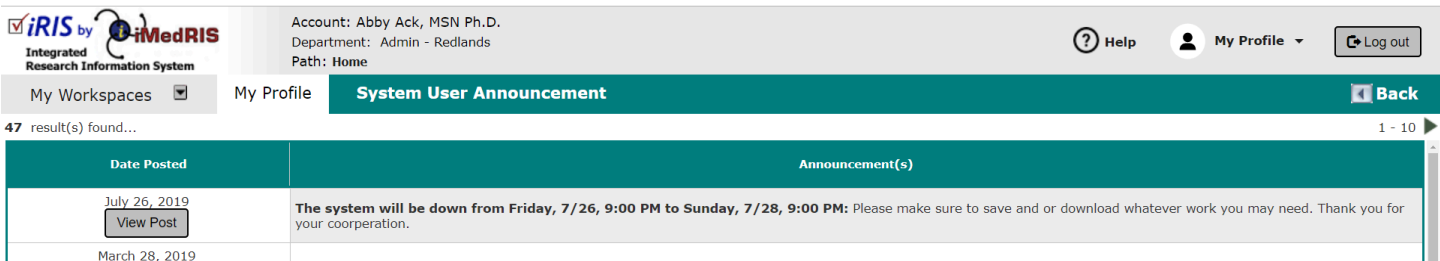 iRIS by iMedRIS
Integrated
Research Information System
Account: Abby Ack, MSN Ph.D.
Department: Admin - Redlands
Path: Home
Help
My Profile
Log out
My Workspaces
My Profile
System User Announcement
Back
47 result(s) found...
1 - 10
Date Posted
Announcement(s)
July 26, 2019
View Post
The system will be down from Friday, 7/26, 9:00 PM to Sunday, 7/28, 9:00 PM: Please make sure to save and or download whatever work you may need. Thank you for
your coorperation.
March 28, 2019